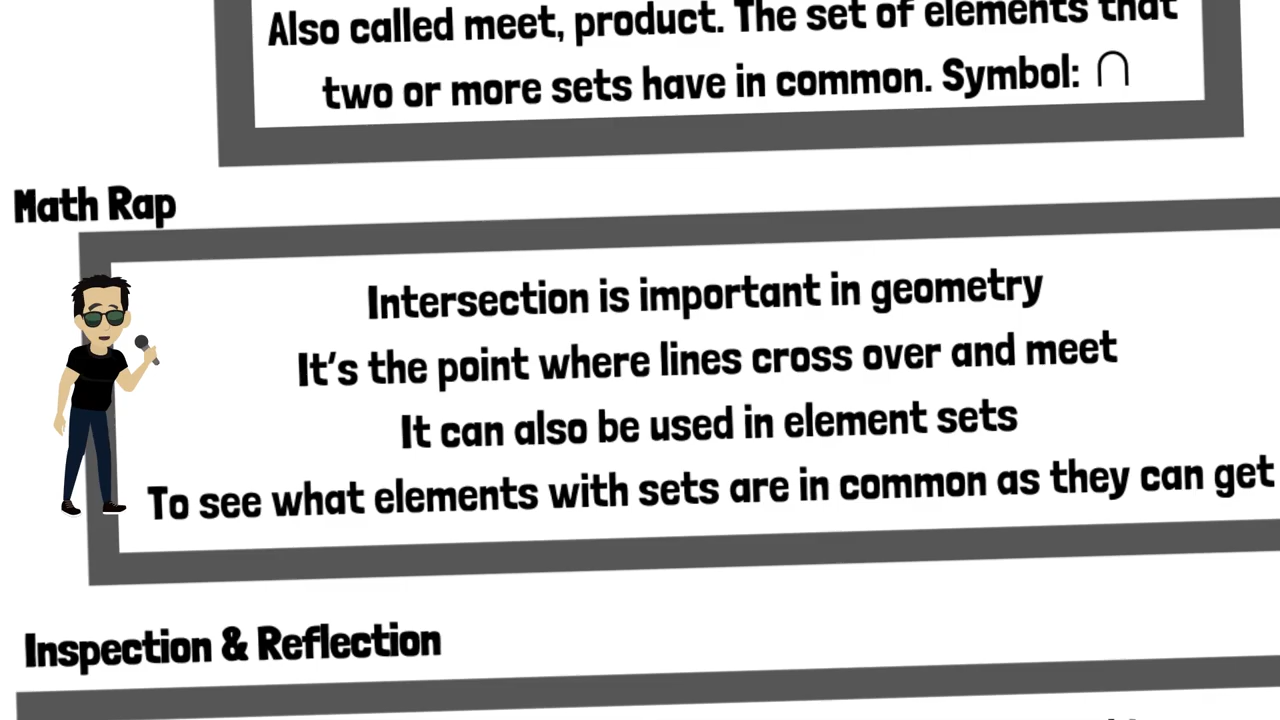 Also called meet, product. The set of elements that
two or more sets have in common. Symbol: ∩
Math Rap
Intersection is important in geometry
It's the point where lines cross over and meet
It can also be used in element sets
To see what elements with sets are in common as they can get
Inspection & Reflection